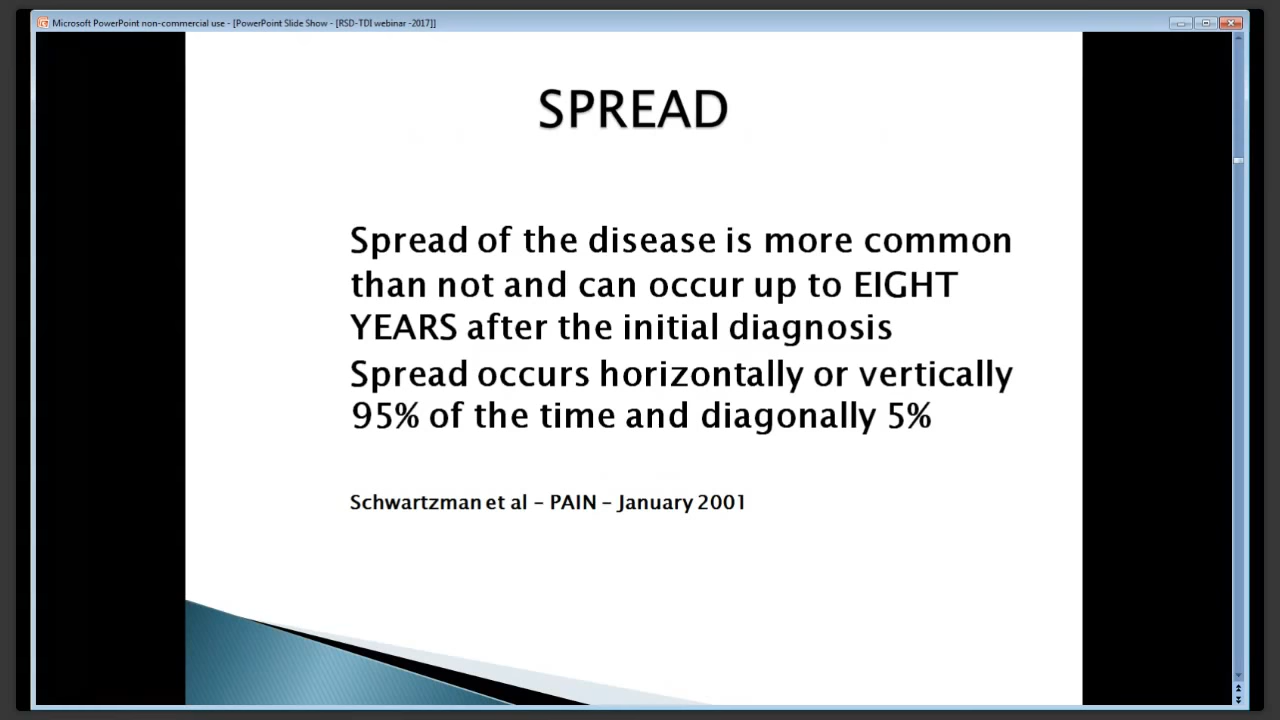 Microsoft PowerPoint non-commercial use - [PowerPoint Slide Show - [RSD-TDI webinar -2017]]
SPREAD
Spread of the disease is more common
than not and can occur up to EIGHT
YEARS after the initial diagnosis
Spread occurs horizontally or vertically
95% of the time and diagonally 5%
Schwartzman et al – PAIN – January 2001